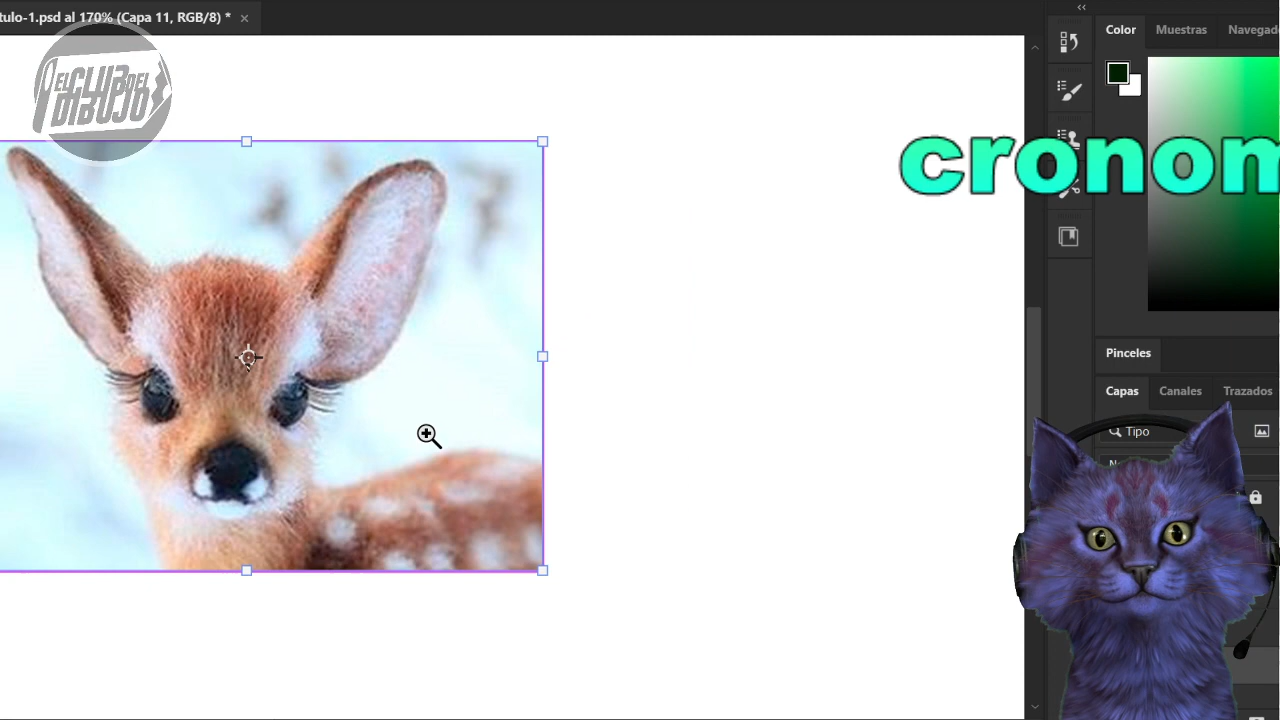 tulo-1.psd al 170% (Capa 11, RGB/8) *
EL CLUB DEL
DIBUJO
Color
Muestras
Navegad
cronom
Pinceles
Capas
Canales
Trazados
Tipo
N